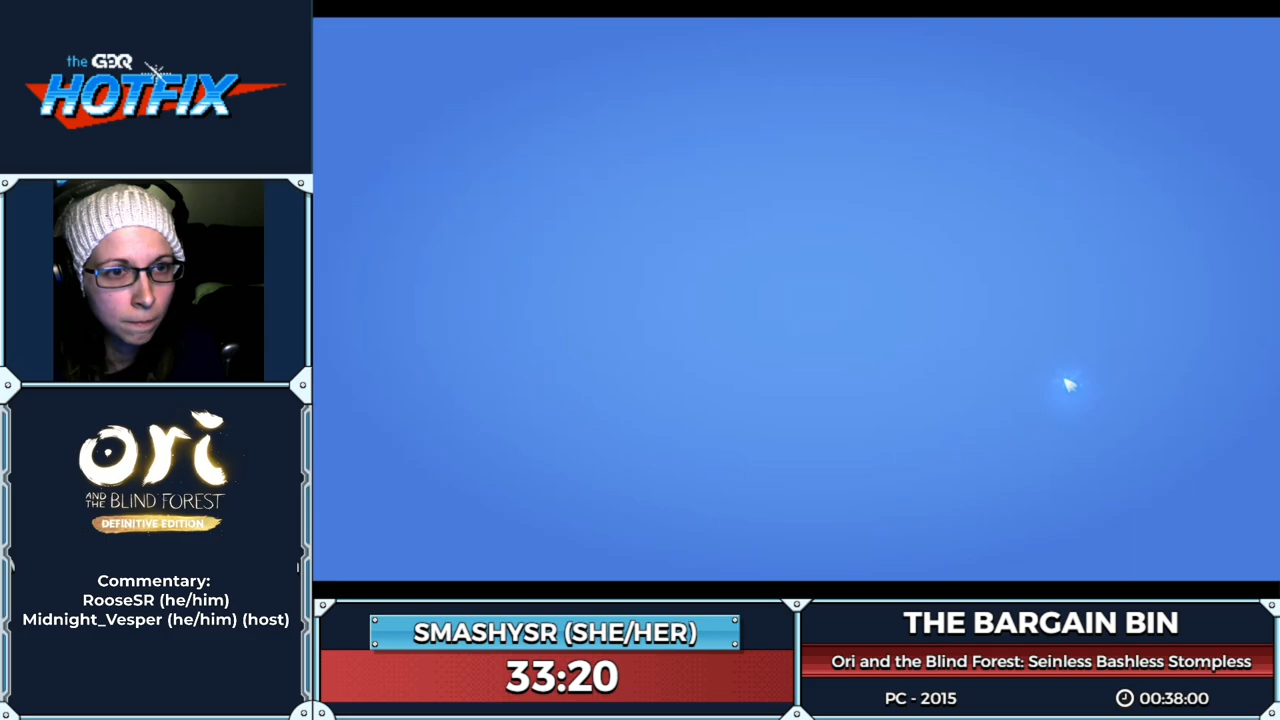 the GDQ
HOTFIX
ori
AND THE BLIND FOREST
DEFINITIVE EDITION
Commentary:
RooseSR (he/him)
Midnight_Vesper (he/him) (host)
SMASHYSR (SHE/HER)
33:20
THE BARGAIN BIN
Ori and the Blind Forest: Seinless Bashless Stompless
PC - 2015
00:38:00